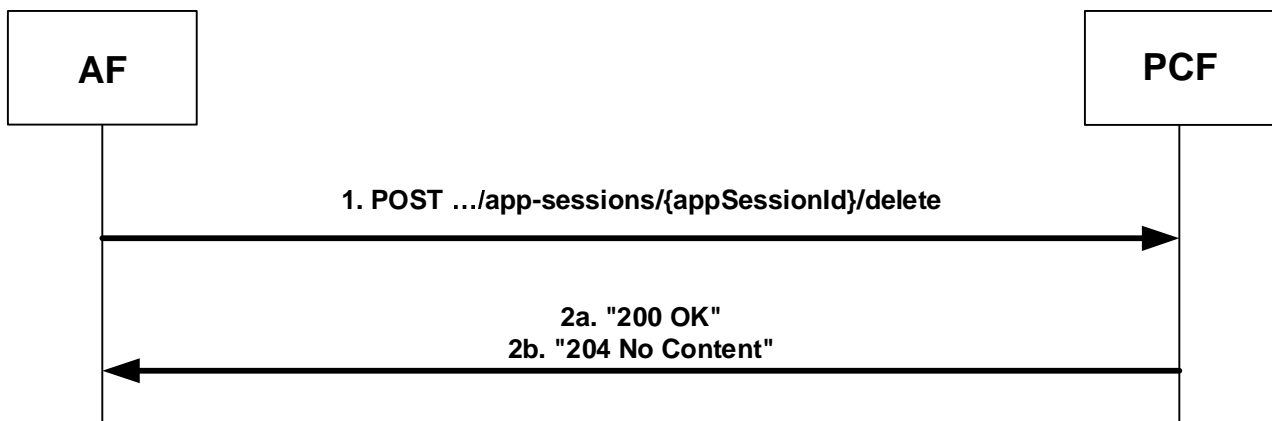 AF
PCF
1. POST …/app-sessions/{appSessionId}/delete
2a. "200 OK"
2b. "204 No Content"